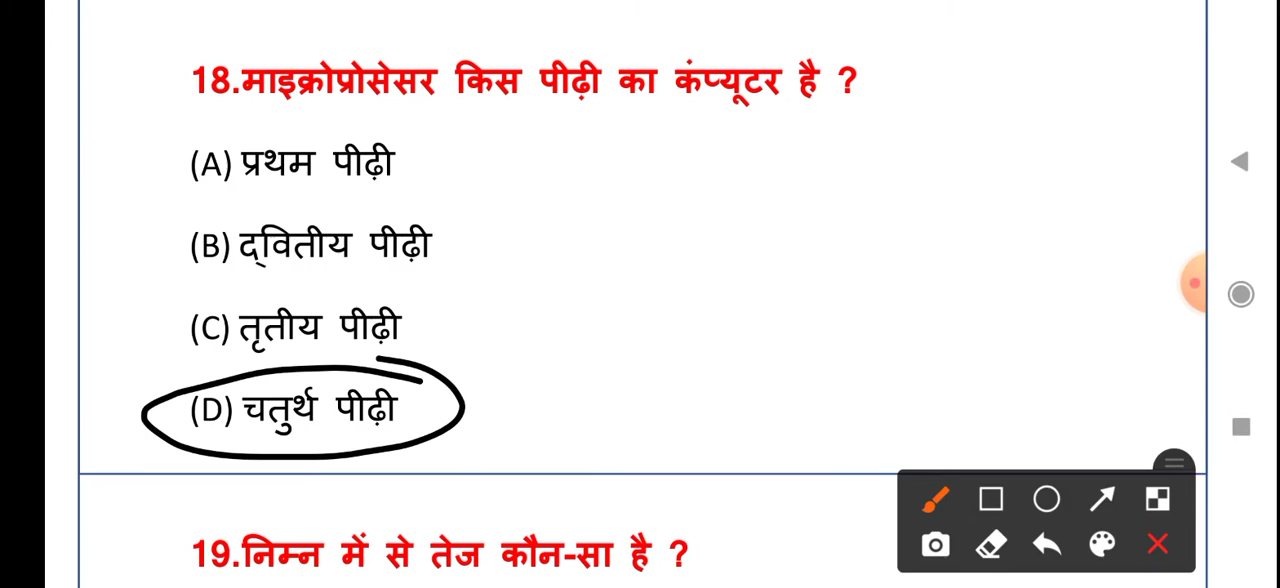 18.माइक्रोप्रोसेसर किस पीढ़ी का कंप्यूटर है ?
(A) प्रथम पीढ़ी
(B) द्वितीय पीढ़ी
(C) तृतीय पीढ़ी
(D) चतुर्थ पीढ़ी
19.निम्न में से तेज कौन-सा है ?